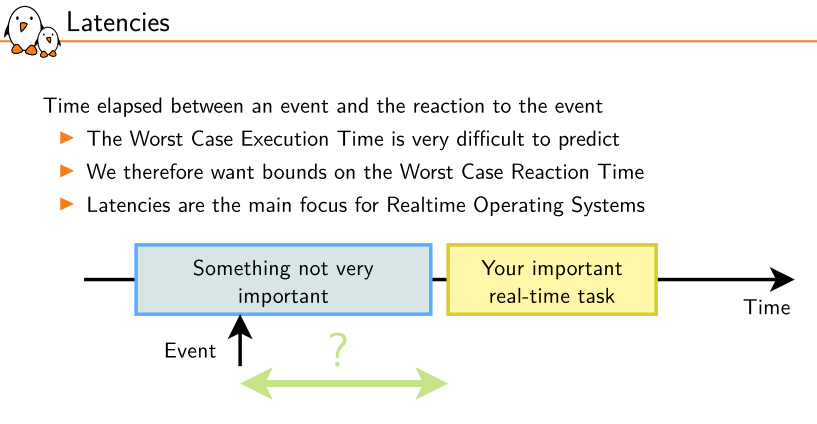 Latencies
Time elapsed between an event and the reaction to the event
The Worst Case Execution Time is very difficult to predict
We therefore want bounds on the Worst Case Reaction Time
Latencies are the main focus for Realtime Operating Systems
Something not very
important
Your important
real-time task
Time
Event
?